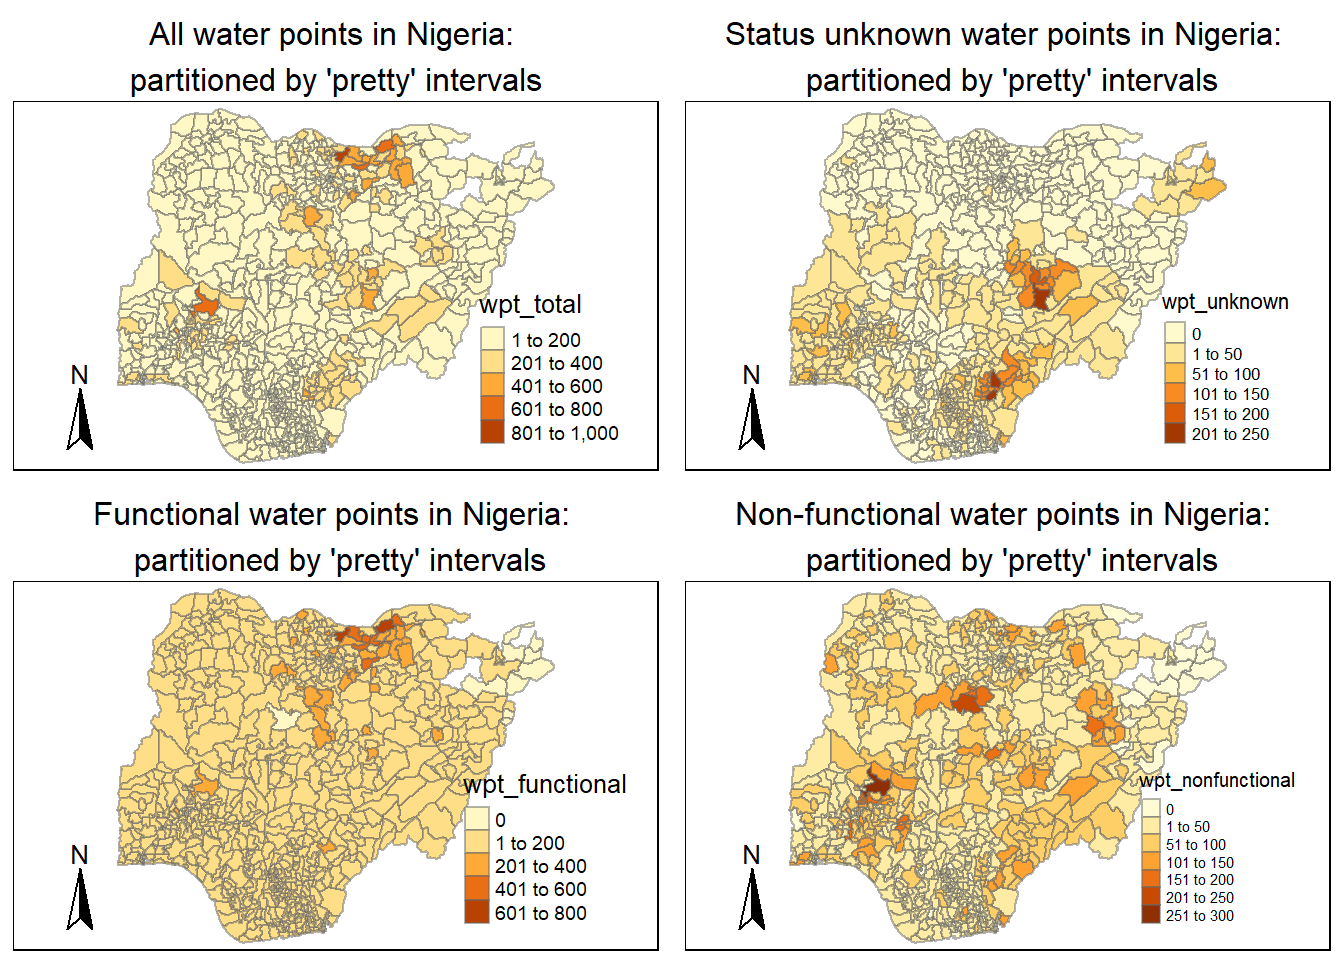 All water points in Nigeria:
partitioned by 'pretty' intervals
N
wpt_total
1 to 200
201 to 400
401 to 600
601 to 800
801 to 1,000
Status unknown water points in Nigeria:
partitioned by 'pretty' intervals
N
wpt_unknown
0
1 to 50
51 to 100
101 to 150
151 to 200
201 to 250
Functional water points in Nigeria:
partitioned by 'pretty' intervals
N
wpt_functional
0
1 to 200
201 to 400
401 to 600
601 to 800
Non-functional water points in Nigeria:
partitioned by 'pretty' intervals
N
wpt_nonfunctional
0
1 to 50
51 to 100
101 to 150
151 to 200
201 to 250
251 to 300